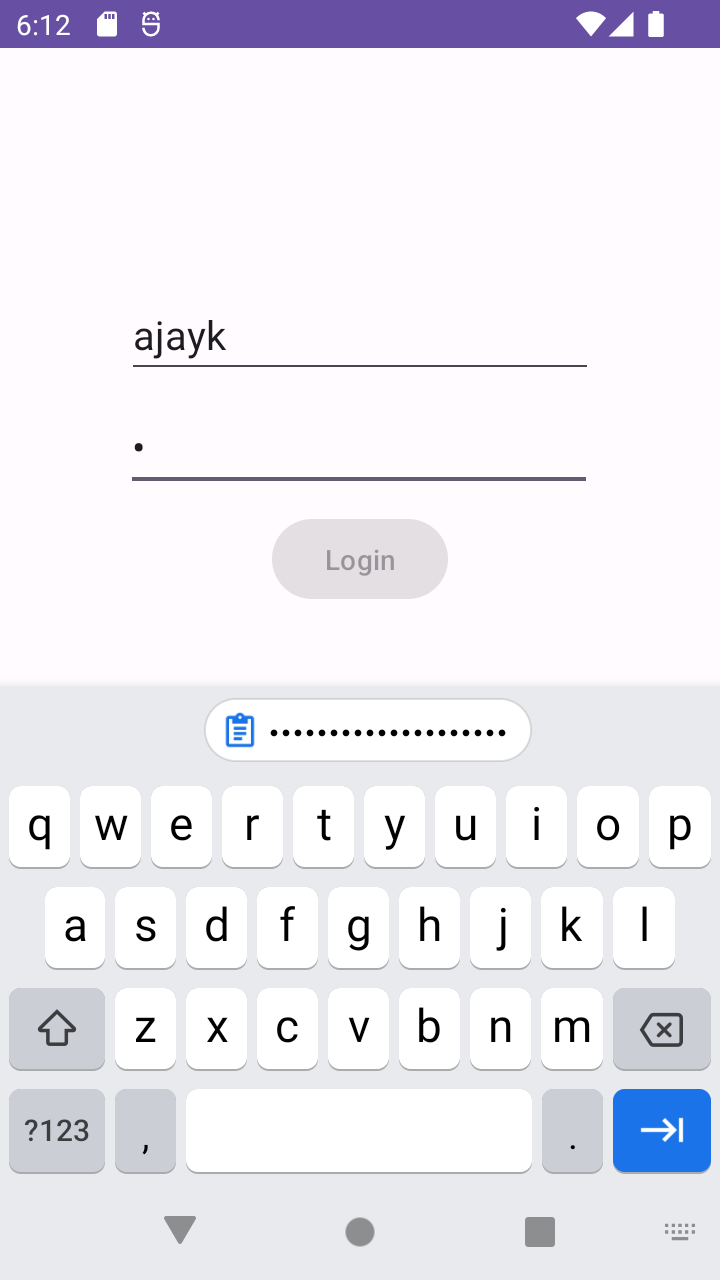 6:12
ajayk
•
Login
••••••••••••••••••••
q w e r t y u i o p
a s d f g h j k l
z x c v b n m
?123 , .